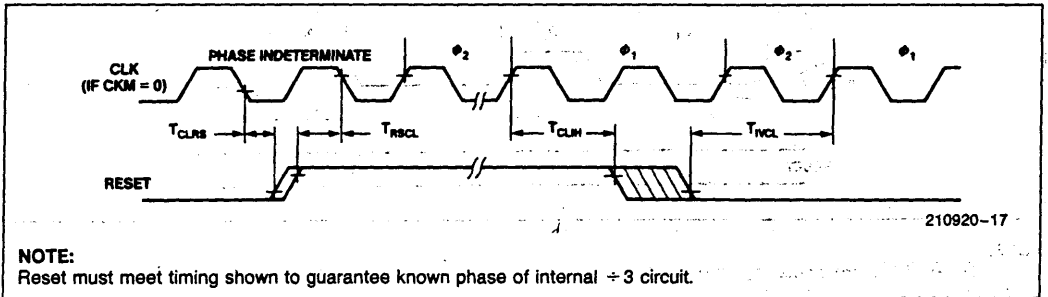 PHASE INDETERMINATE
ϕ2 ϕ1 ϕ2 ϕ1
CLK
(IF CKM = 0)
TCLRS TRSCL TCLIH TIVCL
RESET
210920–17
NOTE:
Reset must meet timing shown to guarantee known phase of internal ÷3 circuit.